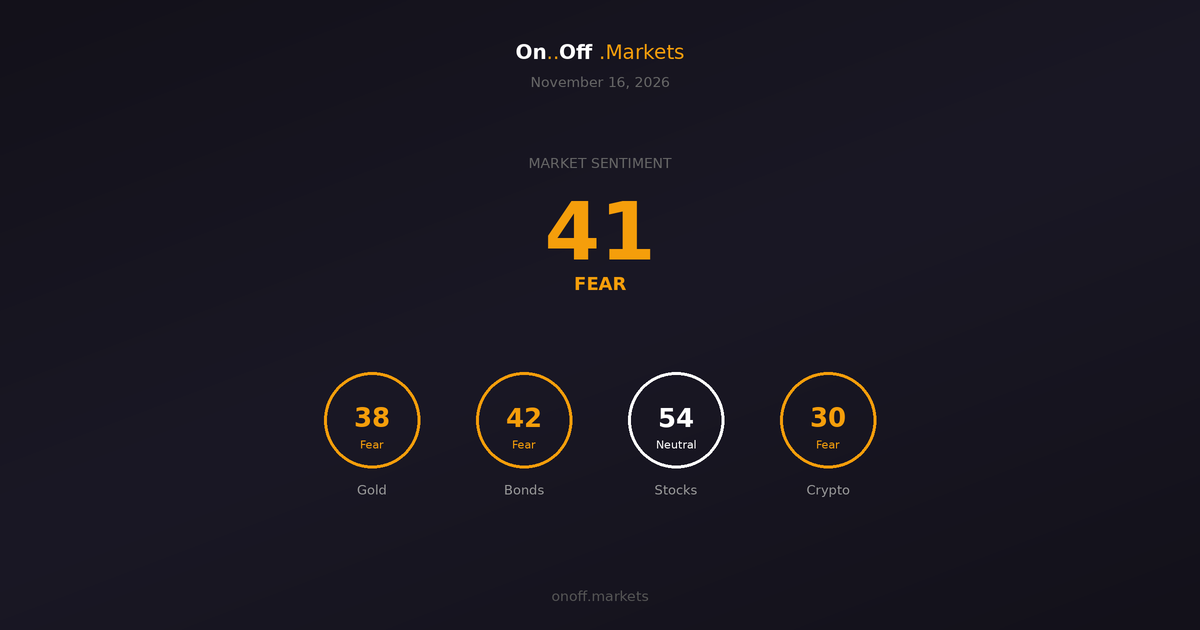 On..Off .Markets
November 16, 2026
MARKET SENTIMENT
41
FEAR
38 42 54 30
Fear Fear Neutral Fear
Gold Bonds Stocks Crypto
onoff.markets